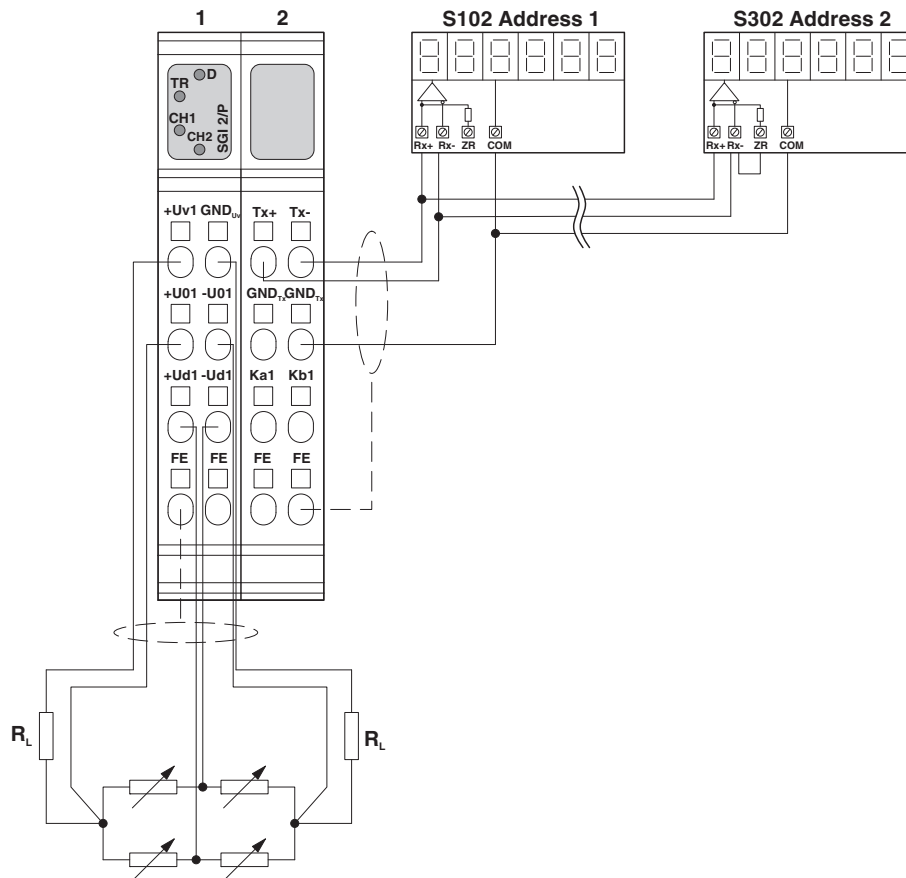 1 2
S102 Address 1
S302 Address 2
D
TR
CH1
CH2
SGI 2/P
Rx+ Rx- ZR COM
Rx+ Rx- ZR COM
+Uv1 GNDUv Tx+ Tx-
+U01 -U01 GNDTx GNDTx
+Ud1 -Ud1 Ka1 Kb1
FE FE FE FE
RL
RL